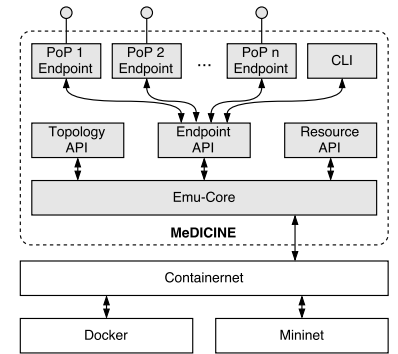 PoP 1
Endpoint
PoP 2
Endpoint
...
PoP n
Endpoint
CLI
Topology
API
Endpoint
API
Resource
API
Emu-Core
MeDICINE
Containernet
Docker
Mininet